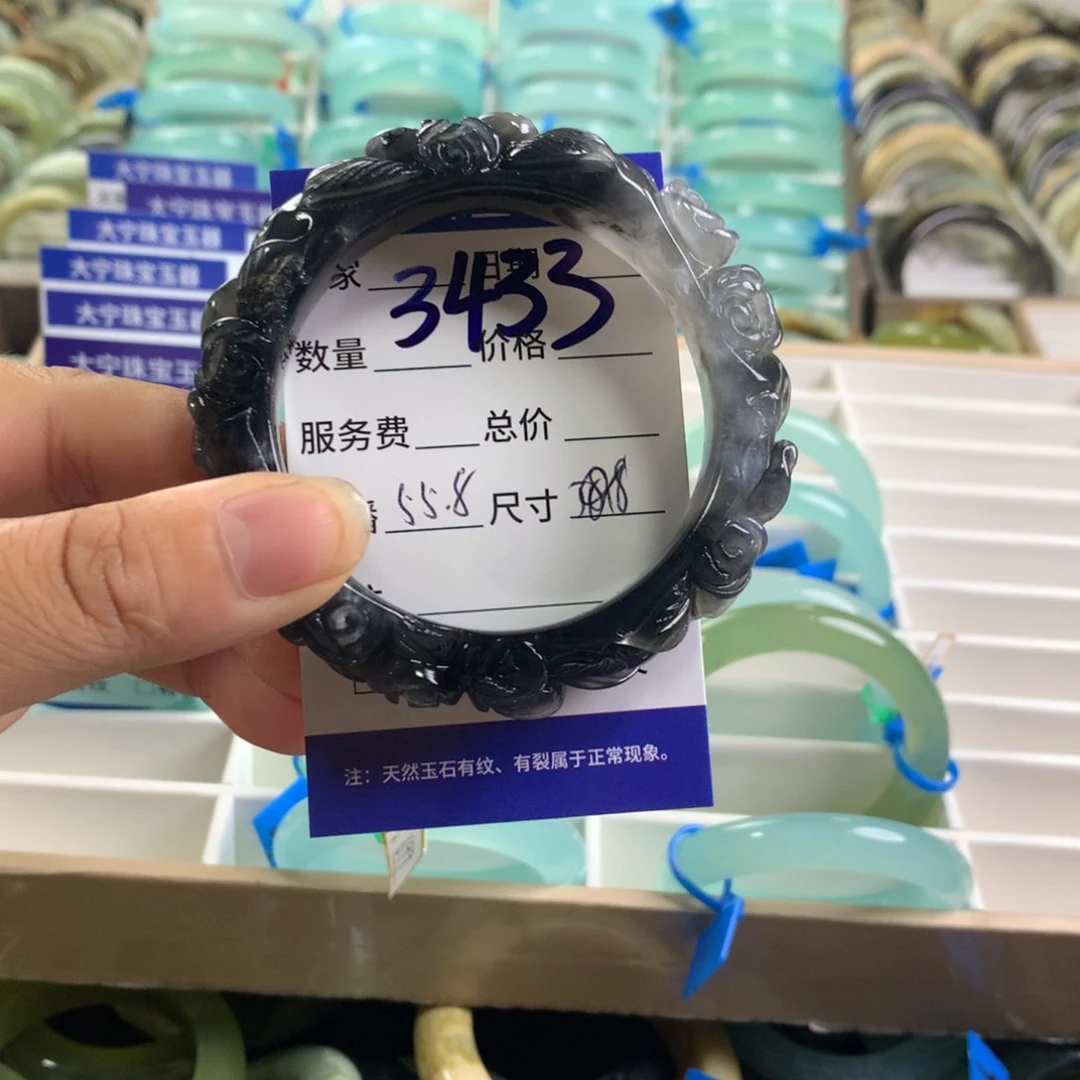 大宁珠宝玉器
大宁珠宝玉器
大宁珠宝玉器
大宁珠宝玉器
大宁珠宝玉
大宁珠宝玉
家 日期
3433
数量 价格
服务费 总价
55.8 尺寸
注：天然玉石有纹、有裂属于正常现象。